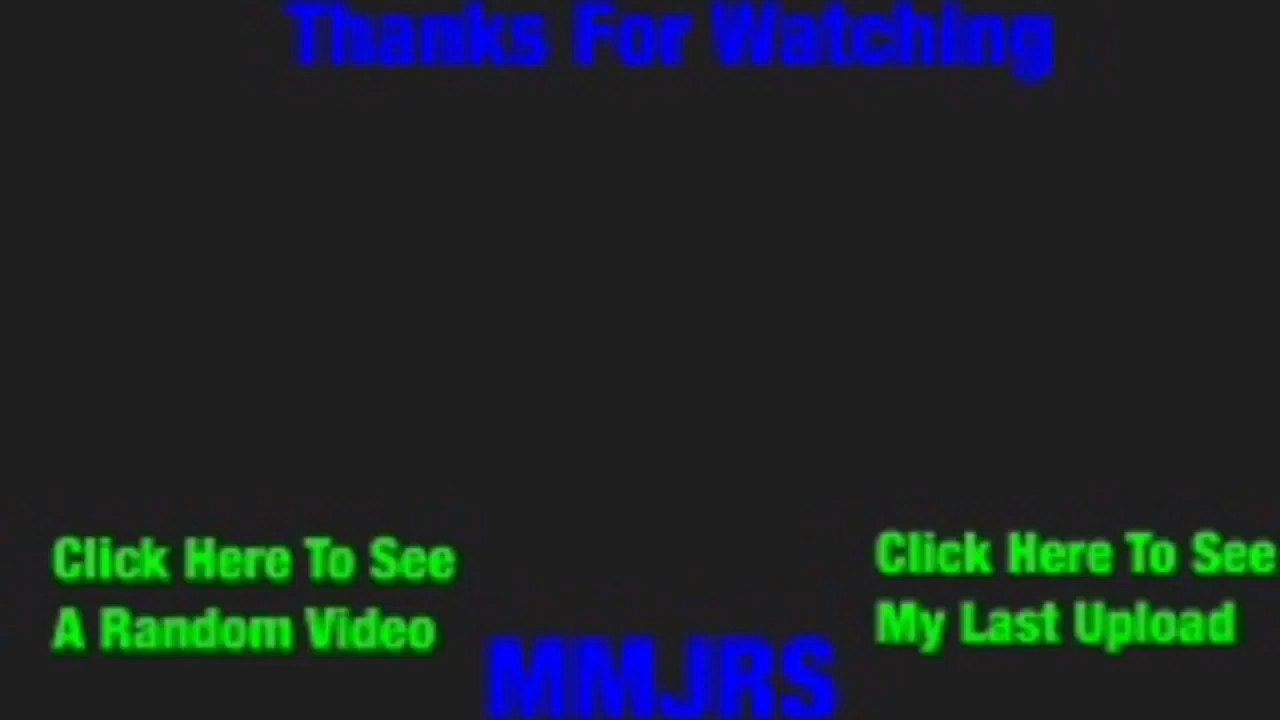 Thanks For Watching
Click Here To See
A Random Video
Click Here To See
My Last Upload
MMJRS